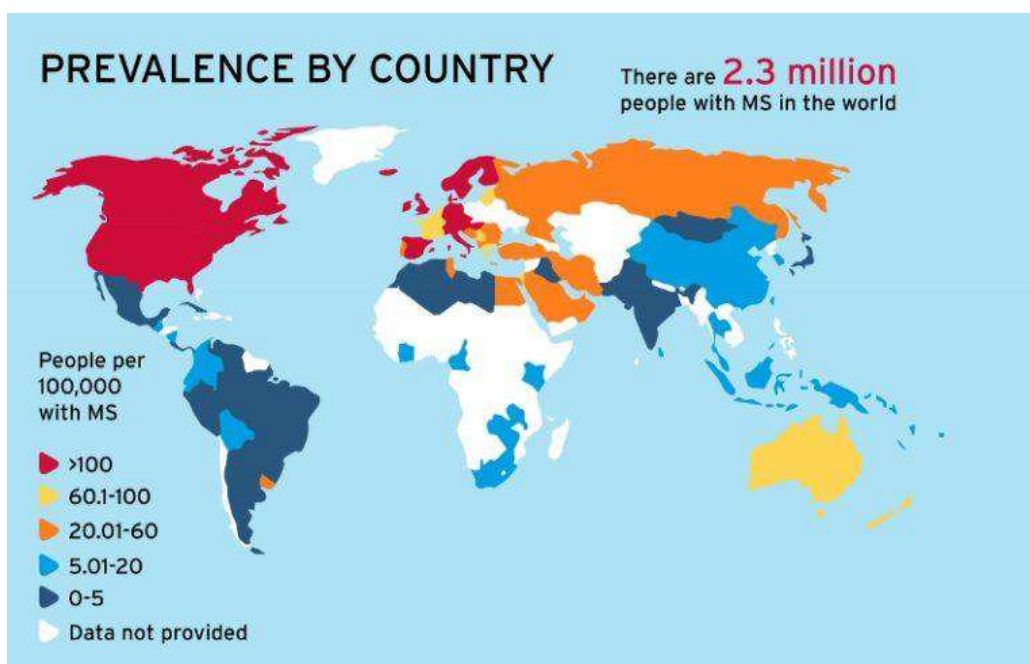 PREVALENCE BY COUNTRY
There are 2.3 million
people with MS in the world
People per
100,000
with MS
>100
60.1-100
20.01-60
5.01-20
0-5
Data not provided